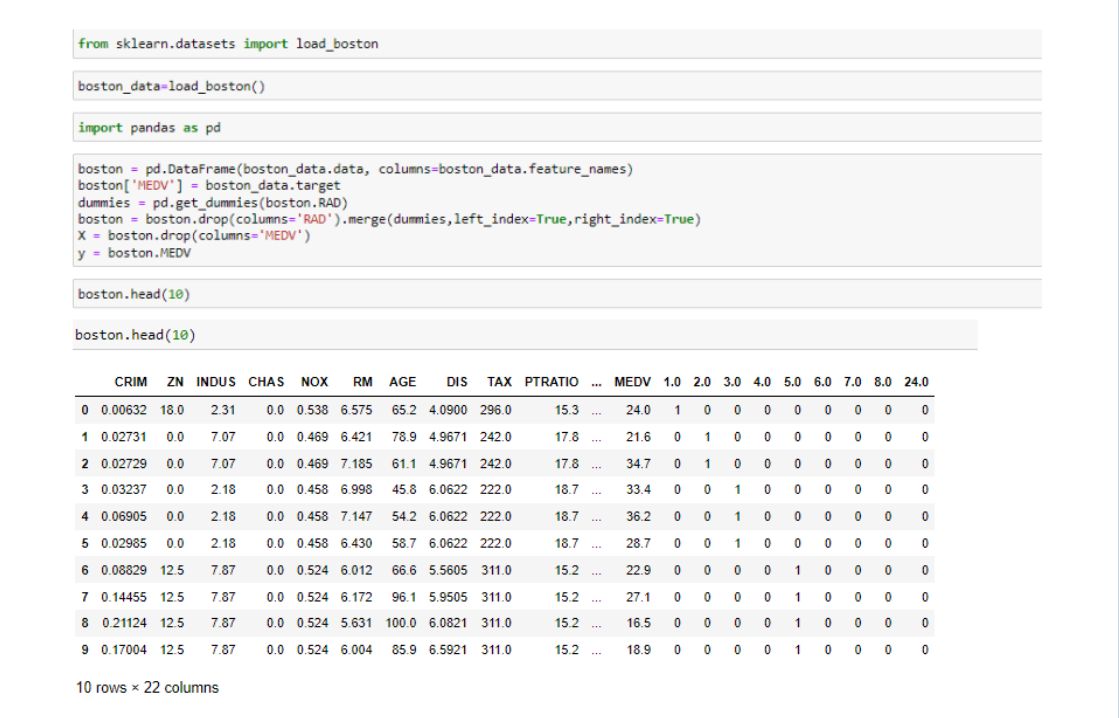 from sklearn.datasets import load_boston
boston_data=load_boston()
import pandas as pd
boston = pd.DataFrame(boston_data.data, columns=boston_data.feature_names)
boston['MEDV'] = boston_data.target
dummies = pd.get_dummies(boston.RAD)
boston = boston.drop(columns='RAD').merge(dummies,left_index=True,right_index=True)
X = boston.drop(columns='MEDV')
y = boston.MEDV
boston.head(10)
boston.head(10)
CRIM ZN INDUS CHAS NOX RM AGE DIS TAX PTRATIO ... MEDV 1.0 2.0 3.0 4.0 5.0 6.0 7.0 8.0 24.0
0 0.00632 18.0 2.31 0.0 0.538 6.575 65.2 4.0900 296.0 15.3 ... 24.0 1 0 0 0 0 0 0 0 0
1 0.02731 0.0 7.07 0.0 0.469 6.421 78.9 4.9671 242.0 17.8 ... 21.6 0 1 0 0 0 0 0 0 0
2 0.02729 0.0 7.07 0.0 0.469 7.185 61.1 4.9671 242.0 17.8 ... 34.7 0 1 0 0 0 0 0 0 0
3 0.03237 0.0 2.18 0.0 0.458 6.998 45.8 6.0622 222.0 18.7 ... 33.4 0 0 1 0 0 0 0 0 0
4 0.06905 0.0 2.18 0.0 0.458 7.147 54.2 6.0622 222.0 18.7 ... 36.2 0 0 1 0 0 0 0 0 0
5 0.02985 0.0 2.18 0.0 0.458 6.430 58.7 6.0622 222.0 18.7 ... 28.7 0 0 1 0 0 0 0 0 0
6 0.08829 12.5 7.87 0.0 0.524 6.012 66.6 5.5605 311.0 15.2 ... 22.9 0 0 0 0 1 0 0 0 0
7 0.14455 12.5 7.87 0.0 0.524 6.172 96.1 5.9505 311.0 15.2 ... 27.1 0 0 0 0 1 0 0 0 0
8 0.21124 12.5 7.87 0.0 0.524 5.631 100.0 6.0821 311.0 15.2 ... 16.5 0 0 0 0 1 0 0 0 0
9 0.17004 12.5 7.87 0.0 0.524 6.004 85.9 6.5921 311.0 15.2 ... 18.9 0 0 0 0 1 0 0 0 0
10 rows × 22 columns